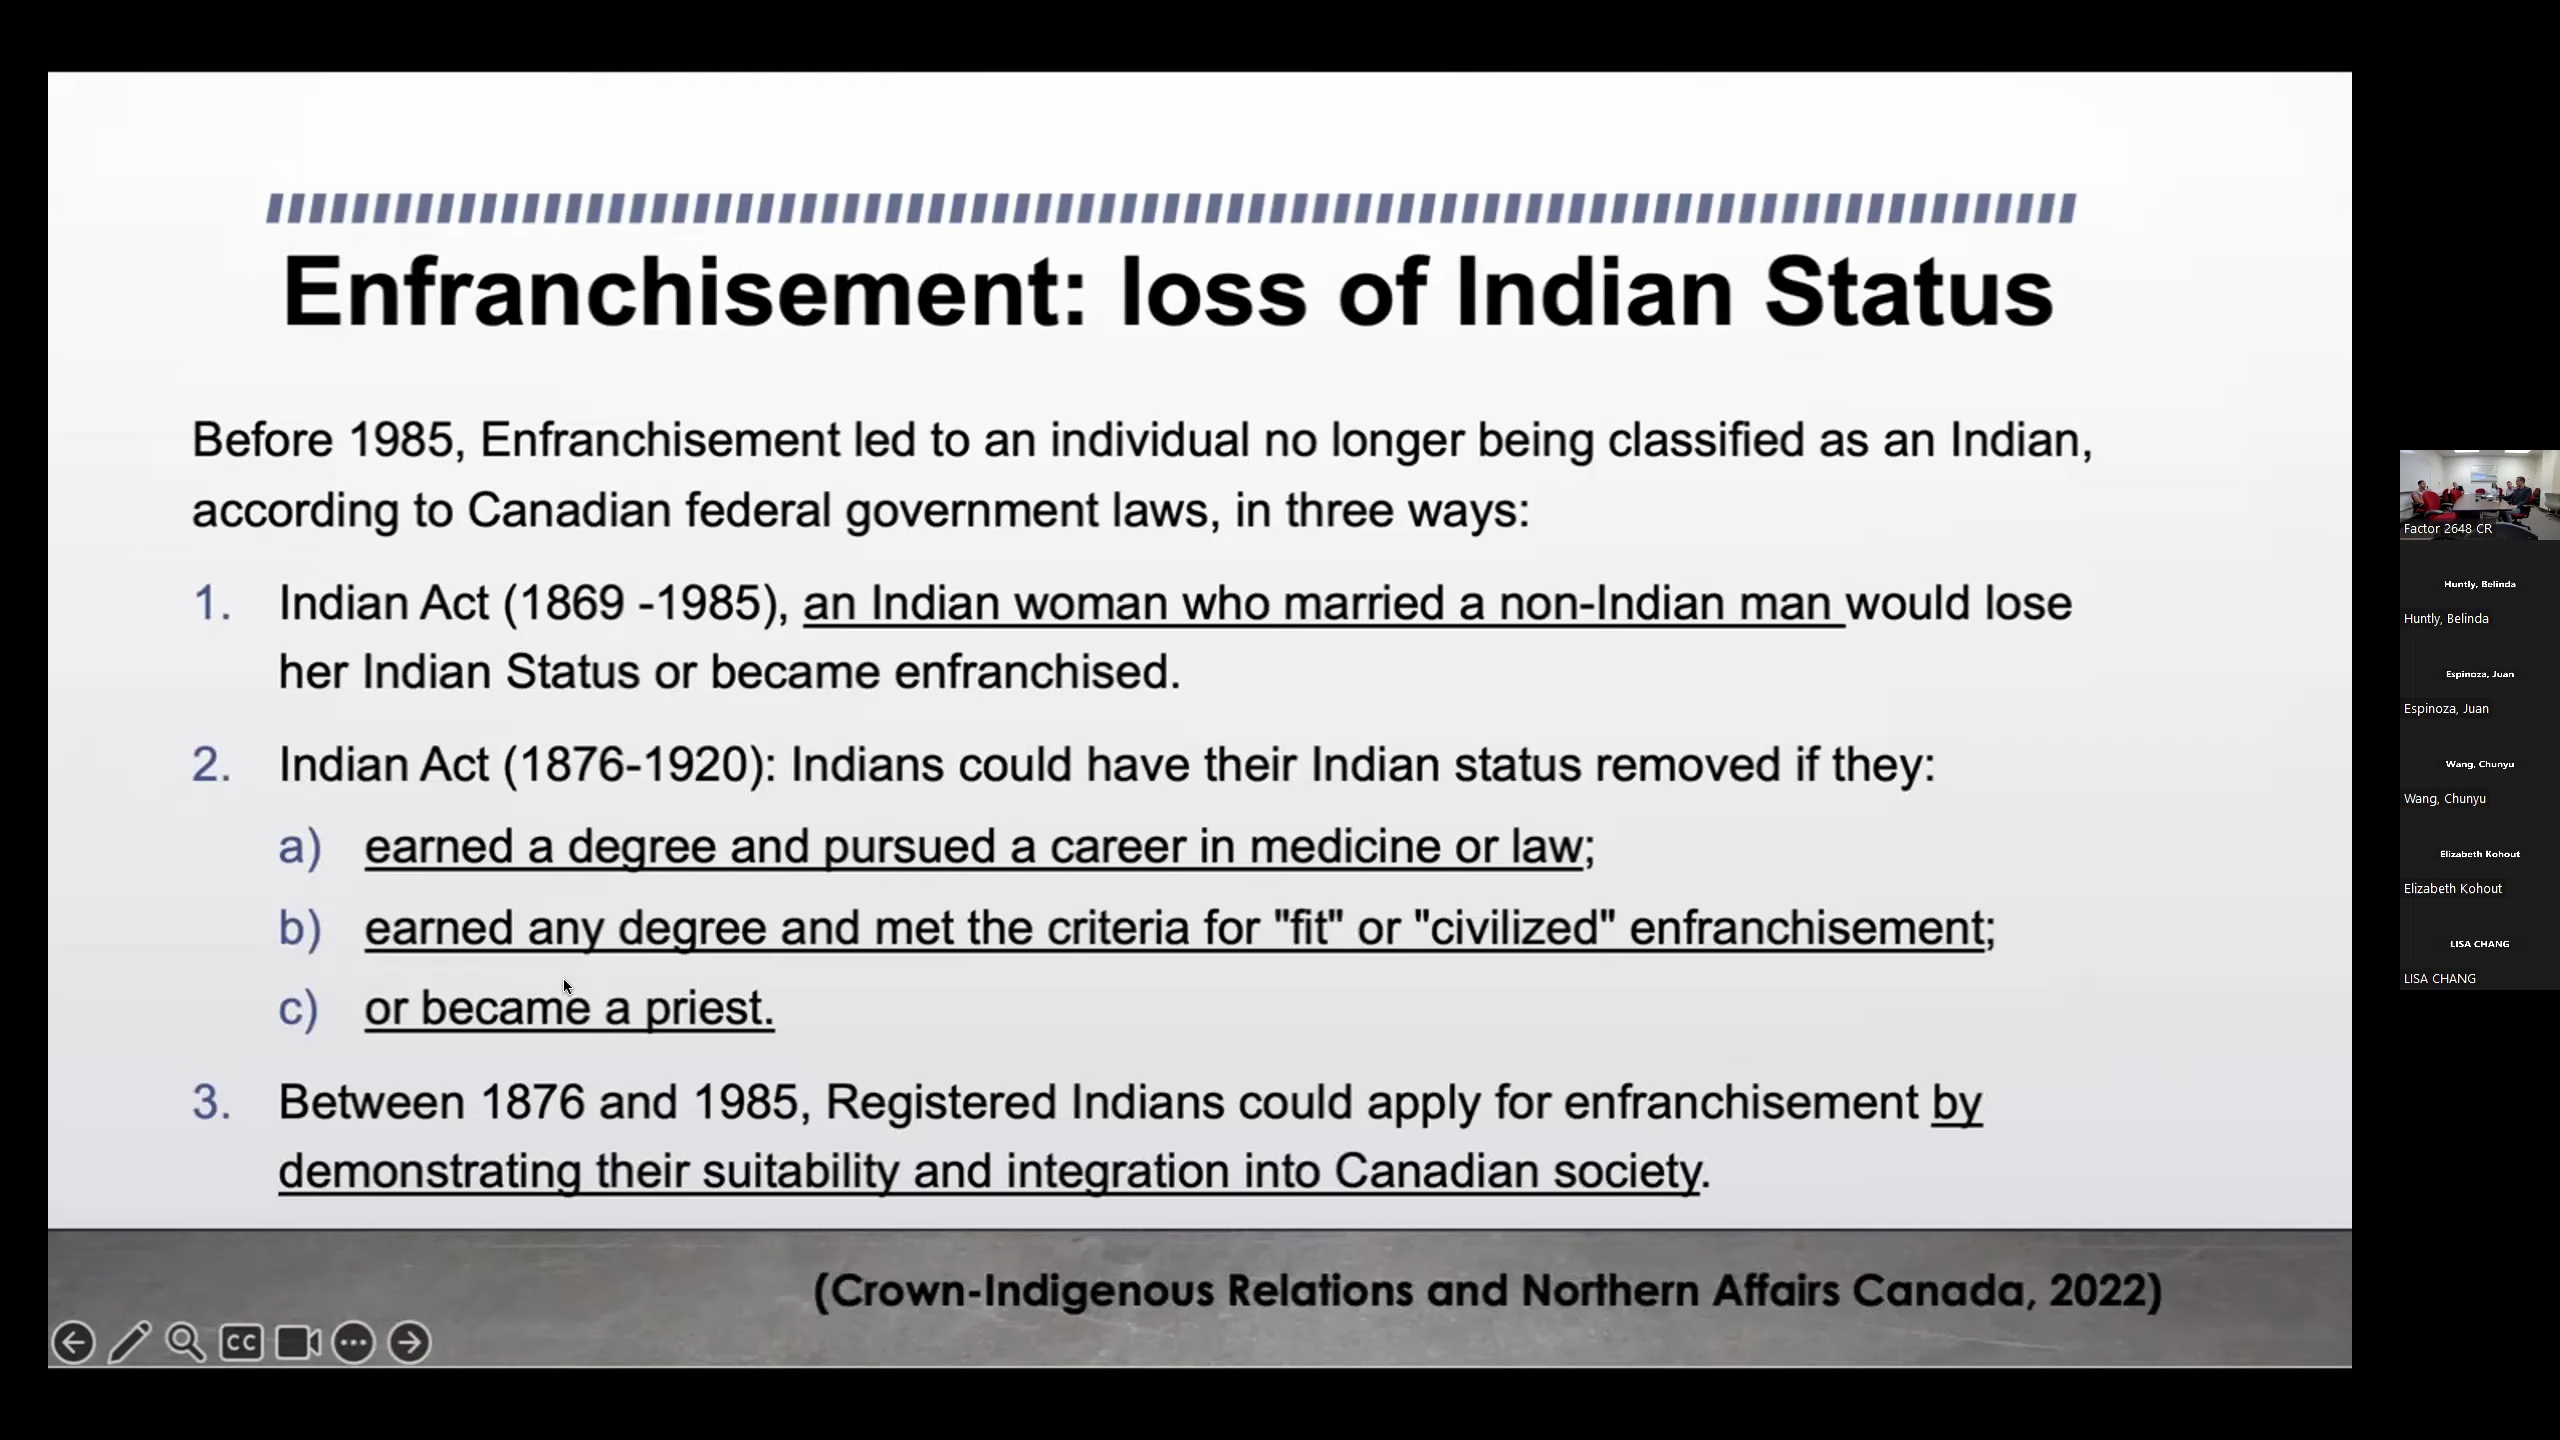 Enfranchisement: loss of Indian Status
Before 1985, Enfranchisement led to an individual no longer being classified as an Indian,
according to Canadian federal government laws, in three ways:
1. Indian Act (1869 -1985), an Indian woman who married a non-Indian man would lose
her Indian Status or became enfranchised.
2. Indian Act (1876-1920): Indians could have their Indian status removed if they:
a) earned a degree and pursued a career in medicine or law;
b) earned any degree and met the criteria for "fit" or "civilized" enfranchisement;
c) or became a priest.
3. Between 1876 and 1985, Registered Indians could apply for enfranchisement by
demonstrating their suitability and integration into Canadian society.
(Crown-Indigenous Relations and Northern Affairs Canada, 2022)
CC
Factor 2648 CR
Huntly, Belinda
Huntly, Belinda
Espinoza, Juan
Espinoza, Juan
Wang, Chunyu
Wang, Chunyu
Elizabeth Kohout
Elizabeth Kohout
LISA CHANG
LISA CHANG